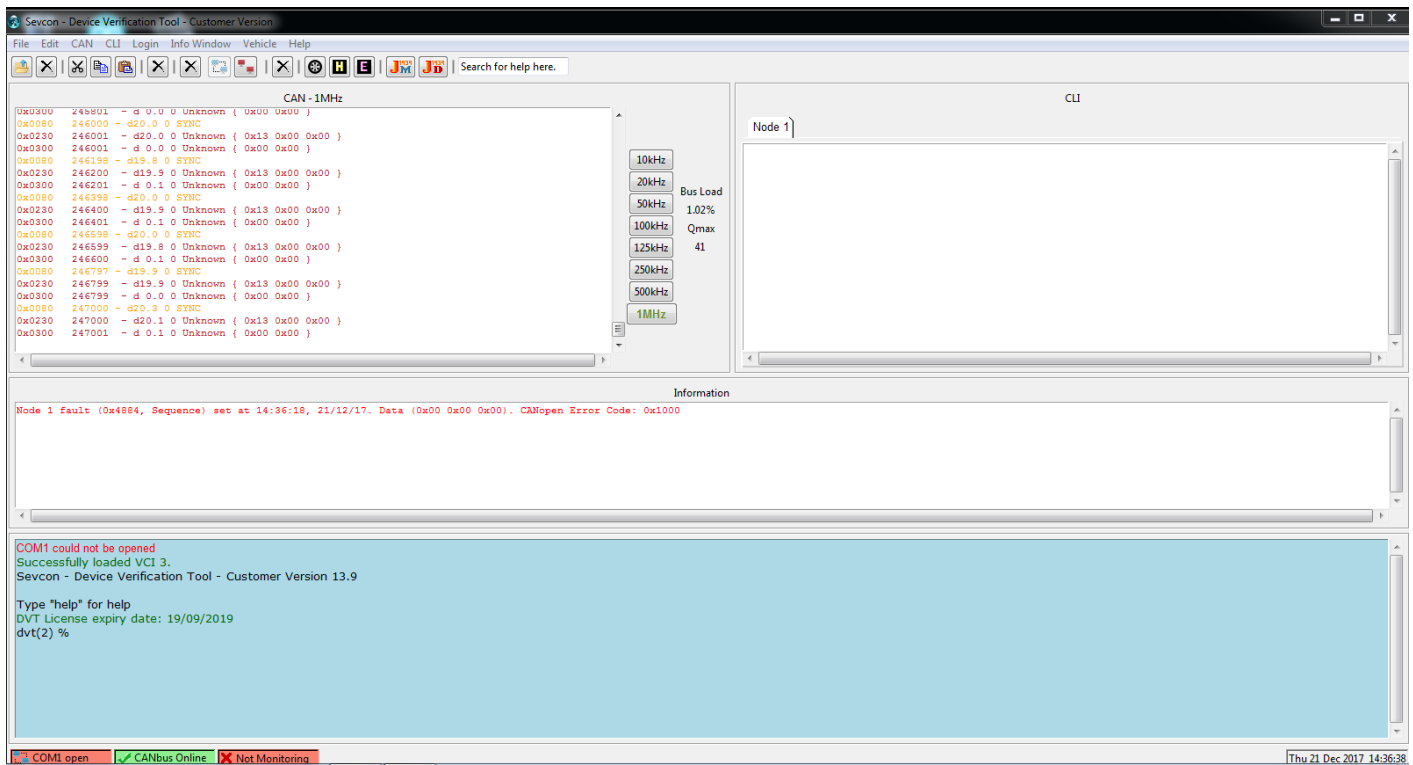 Sevcon - Device Verification Tool - Customer Version
File Edit CAN CLI Login Info Window Vehicle Help
H E JM JD Search for help here.
CAN - 1MHz
0x0300 245801 - d 0.0 0 Unknown { 0x00 0x00 }
0x0080 246000 - d20.0 0 SYNC
0x0230 246001 - d20.0 0 Unknown { 0x13 0x00 0x00 }
0x0300 246001 - d 0.0 0 Unknown { 0x00 0x00 }
0x0080 246198 - d19.8 0 SYNC
0x0230 246200 - d19.9 0 Unknown { 0x13 0x00 0x00 }
0x0300 246201 - d 0.1 0 Unknown { 0x00 0x00 }
0x0080 246398 - d20.0 0 SYNC
0x0230 246400 - d19.9 0 Unknown { 0x13 0x00 0x00 }
0x0300 246401 - d 0.1 0 Unknown { 0x00 0x00 }
0x0080 246598 - d20.0 0 SYNC
0x0230 246599 - d19.8 0 Unknown { 0x13 0x00 0x00 }
0x0300 246600 - d 0.1 0 Unknown { 0x00 0x00 }
0x0080 246797 - d19.9 0 SYNC
0x0230 246799 - d19.9 0 Unknown { 0x13 0x00 0x00 }
0x0300 246799 - d 0.0 0 Unknown { 0x00 0x00 }
0x0080 247000 - d20.3 0 SYNC
0x0230 247000 - d20.1 0 Unknown { 0x13 0x00 0x00 }
0x0300 247001 - d 0.1 0 Unknown { 0x00 0x00 }
10kHz
20kHz
50kHz
100kHz
125kHz
250kHz
500kHz
1MHz
Bus Load
1.02%
Qmax
41
CLI
Node 1
Information
Node 1 fault (0x4884, Sequence) set at 14:36:18, 21/12/17. Data (0x00 0x00 0x00). CANopen Error Code: 0x1000
COM1 could not be opened
Successfully loaded VCI 3.
Sevcon - Device Verification Tool - Customer Version 13.9
Type "help" for help
DVT License expiry date: 19/09/2019
dvt(2) %
COM1 open CANbus Online Not Monitoring
Thu 21 Dec 2017 14:36:38